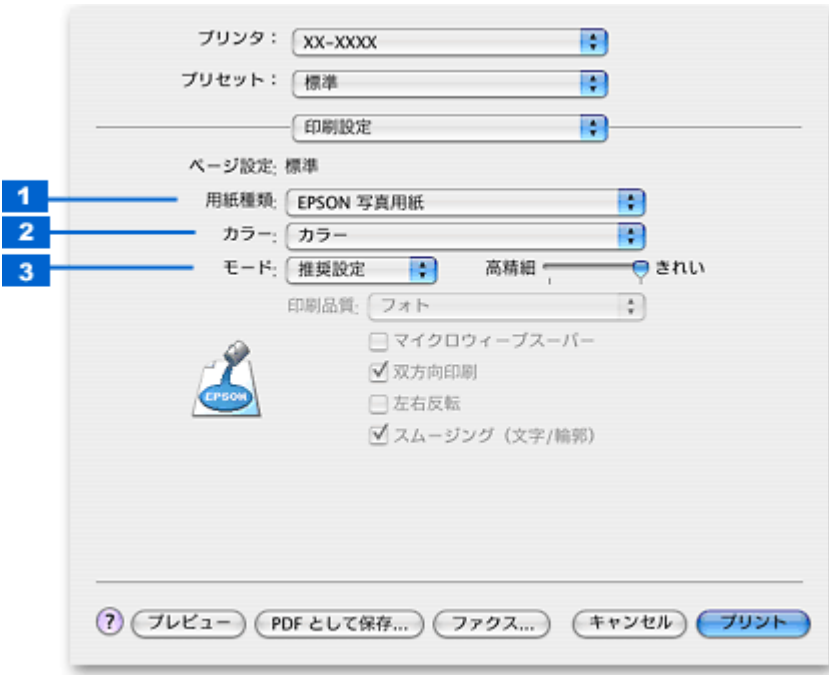 プリンタ： XX-XXXX
プリセット： 標準
印刷設定
ページ設定: 標準
1 用紙種類: EPSON 写真用紙
2 カラー: カラー
3 モード: 推奨設定 高精細 きれい
印刷品質: フォト
マイクロウィーブスーパー
双方向印刷
左右反転
EPSON
スムージング（文字/輪郭）
? プレビュー PDF として保存... ファクス... キャンセル プリント